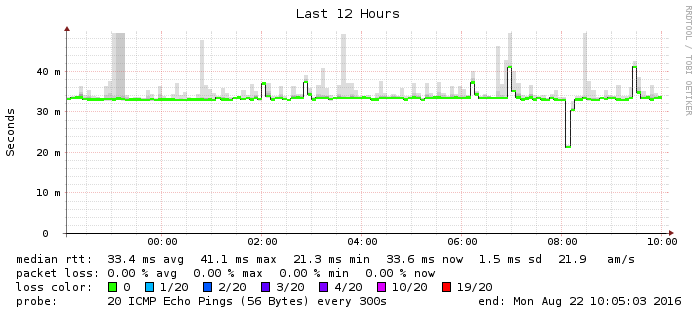 Last 12 Hours
RRDTOOL / TOBI OETIKER
Seconds
40 m
30 m
20 m
10 m
0
00:00 02:00 04:00 06:00 08:00 10:00
median rtt: 33.4 ms avg 41.1 ms max 21.3 ms min 33.6 ms now 1.5 ms sd 21.9 am/s
packet loss: 0.00 % avg 0.00 % max 0.00 % min 0.00 % now
loss color: 0 1/20 2/20 3/20 4/20 10/20 19/20
probe: 20 ICMP Echo Pings (56 Bytes) every 300s end: Mon Aug 22 10:05:03 2016